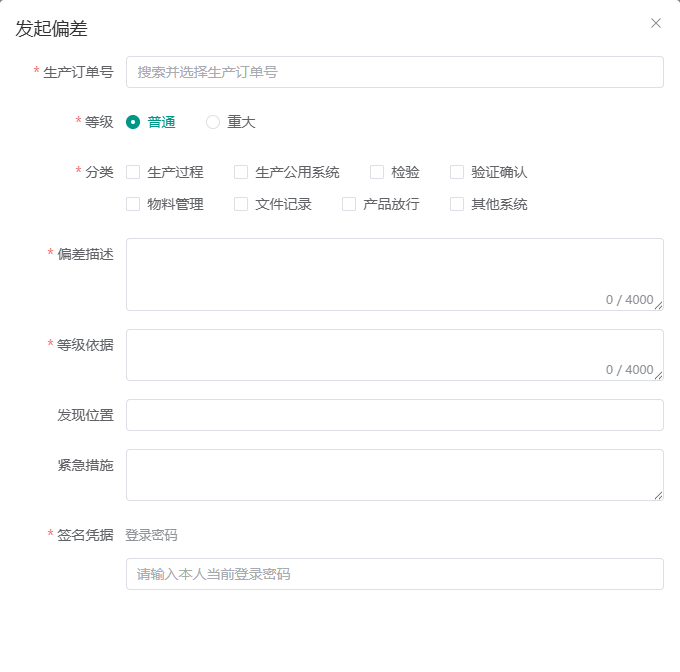 发起偏差
* 生产订单号 搜索并选择生产订单号
* 等级 普通 重大
* 分类 生产过程 生产公用系统 检验 验证确认
物料管理 文件记录 产品放行 其他系统
* 偏差描述
0 / 4000
* 等级依据
0 / 4000
发现位置
紧急措施
* 签名凭据 登录密码
请输入本人当前登录密码